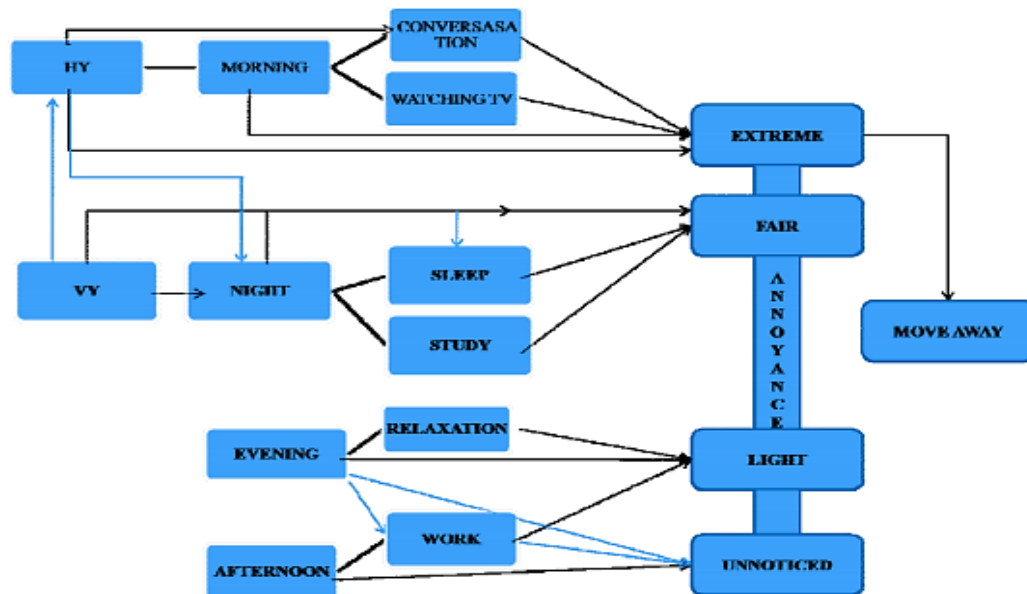 CONVERSASA
TION
HY
MORNING
WATCHING TV
EXTREME
FAIR
SLEEP
VY
NIGHT
ANNOYANCE
MOVE AWAY
STUDY
RELAXATION
EVENING
LIGHT
WORK
AFTERNOON
UNNOTICED